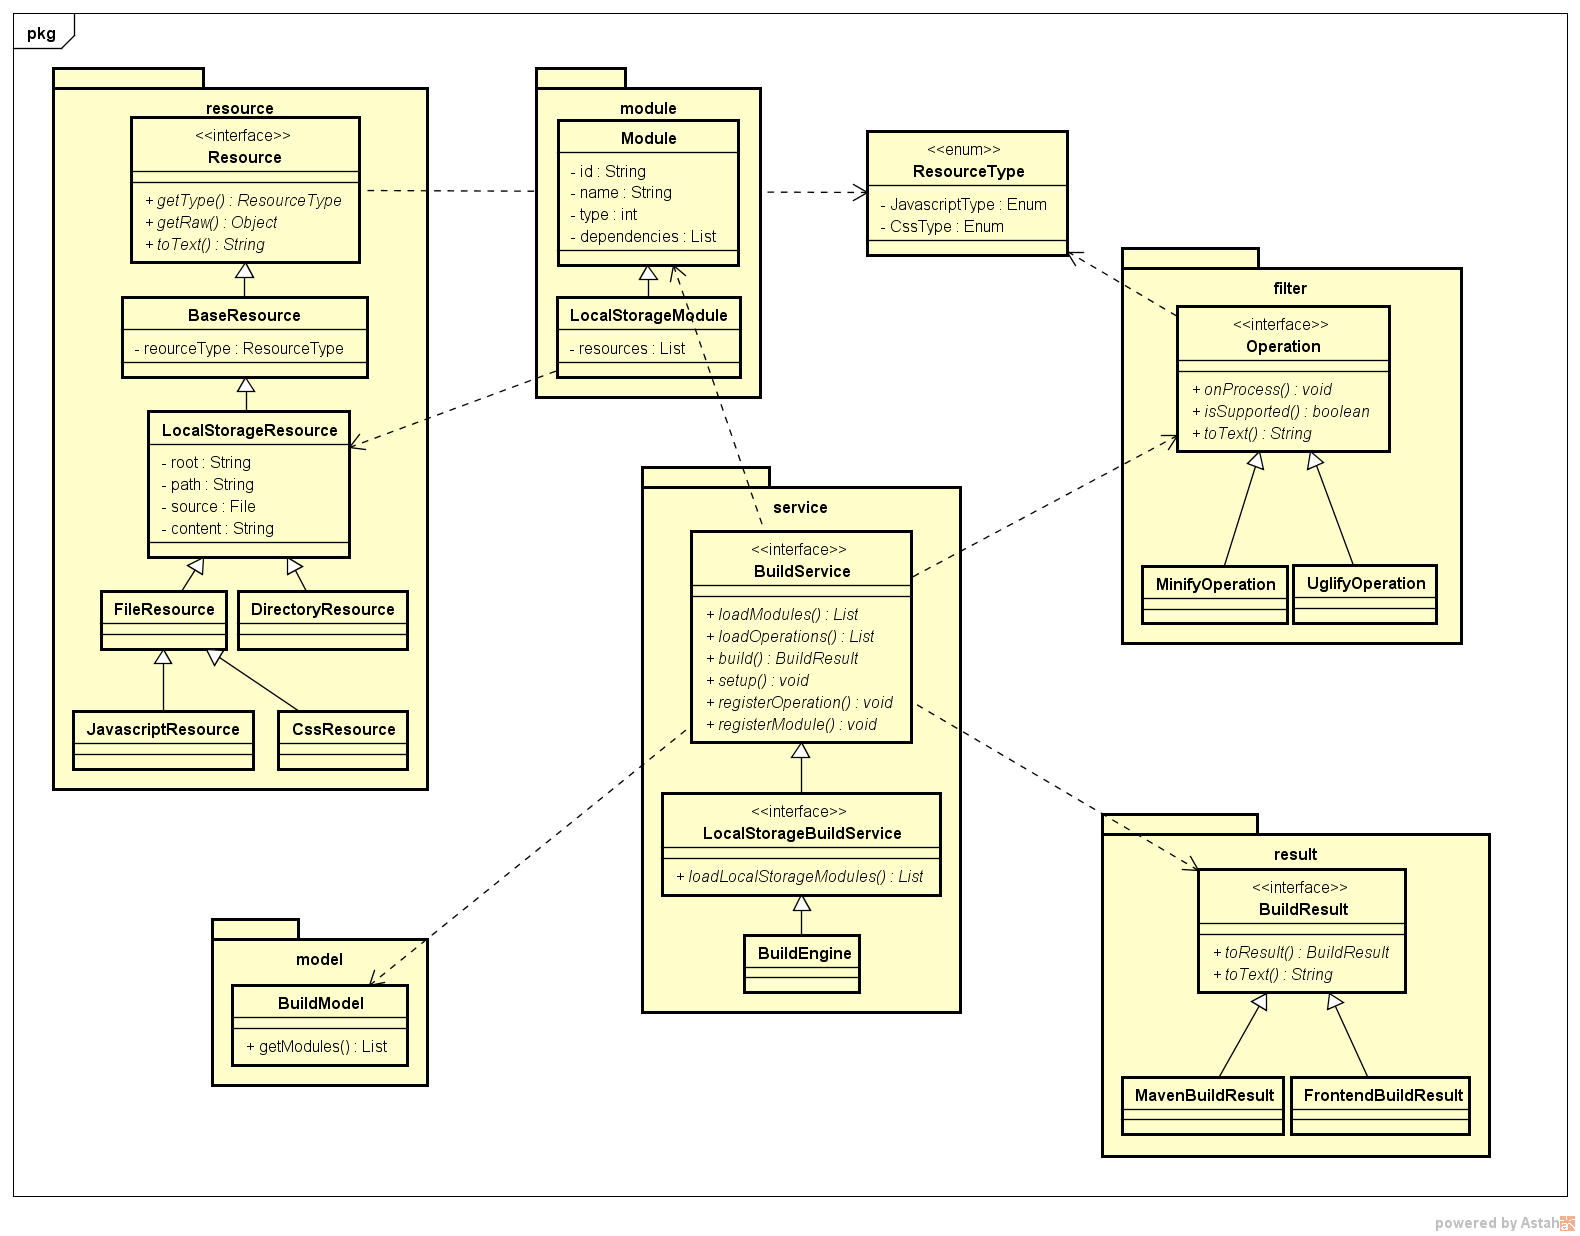 pkg
resource
<<interface>>
Resource
+ getType() : ResourceType
+ getRaw() : Object
+ toText() : String
BaseResource
- reourceType : ResourceType
LocalStorageResource
- root : String
- path : String
- source : File
- content : String
FileResource
DirectoryResource
JavascriptResource
CssResource
module
Module
- id : String
- name : String
- type : int
- dependencies : List
LocalStorageModule
- resources : List
<<enum>>
ResourceType
- JavascriptType : Enum
- CssType : Enum
filter
<<interface>>
Operation
+ onProcess() : void
+ isSupported() : boolean
+ toText() : String
MinifyOperation
UglifyOperation
service
<<interface>>
BuildService
+ loadModules() : List
+ loadOperations() : List
+ build() : BuildResult
+ setup() : void
+ registerOperation() : void
+ registerModule() : void
<<interface>>
LocalStorageBuildService
+ loadLocalStorageModules() : List
BuildEngine
model
BuildModel
+ getModules() : List
result
<<interface>>
BuildResult
+ toResult() : BuildResult
+ toText() : String
MavenBuildResult
FrontendBuildResult
powered by Astah